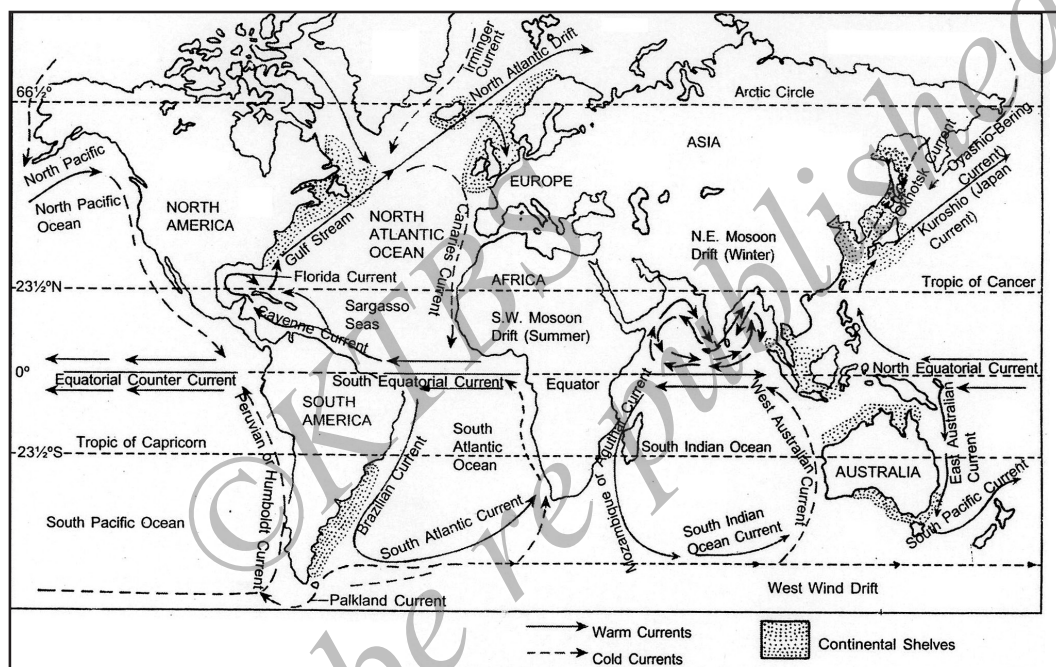 Irminger
Current
North Atlantic Drift
66½°
Arctic Circle
North Pacific
North Pacific
Ocean
NORTH
AMERICA
ASIA
EUROPE
Okhotsk Current
Oyashio-Bering
Current)
Kuroshio (Japan
Current)
NORTH
ATLANTIC
OCEAN
Gulf Stream
Canaries Current
N.E. Mosoon
Drift (Winter)
Florida Current
AFRICA
23½°N
Tropic of Cancer
Sargasso
Seas
Cayenne Current
S.W. Mosoon
Drift (Summer)
0°
Equatorial Counter Current
South Equatorial Current
Equator
North Equatorial Current
SOUTH
AMERICA
Peruvian or Humboldt Current
Tropic of Capricorn
23½°S
South
Atlantic
Ocean
Brazilian Current
Mozambique or Agulhal Current
South Indian Ocean
West Australian Current
AUSTRALIA
East Australian
Current
South Pacific Ocean
South Atlantic Current
South Indian
Ocean Current
South Pacific Current
West Wind Drift
Palkland Current
Warm Currents
Cold Currents
Continental Shelves
©KTBS
be republished